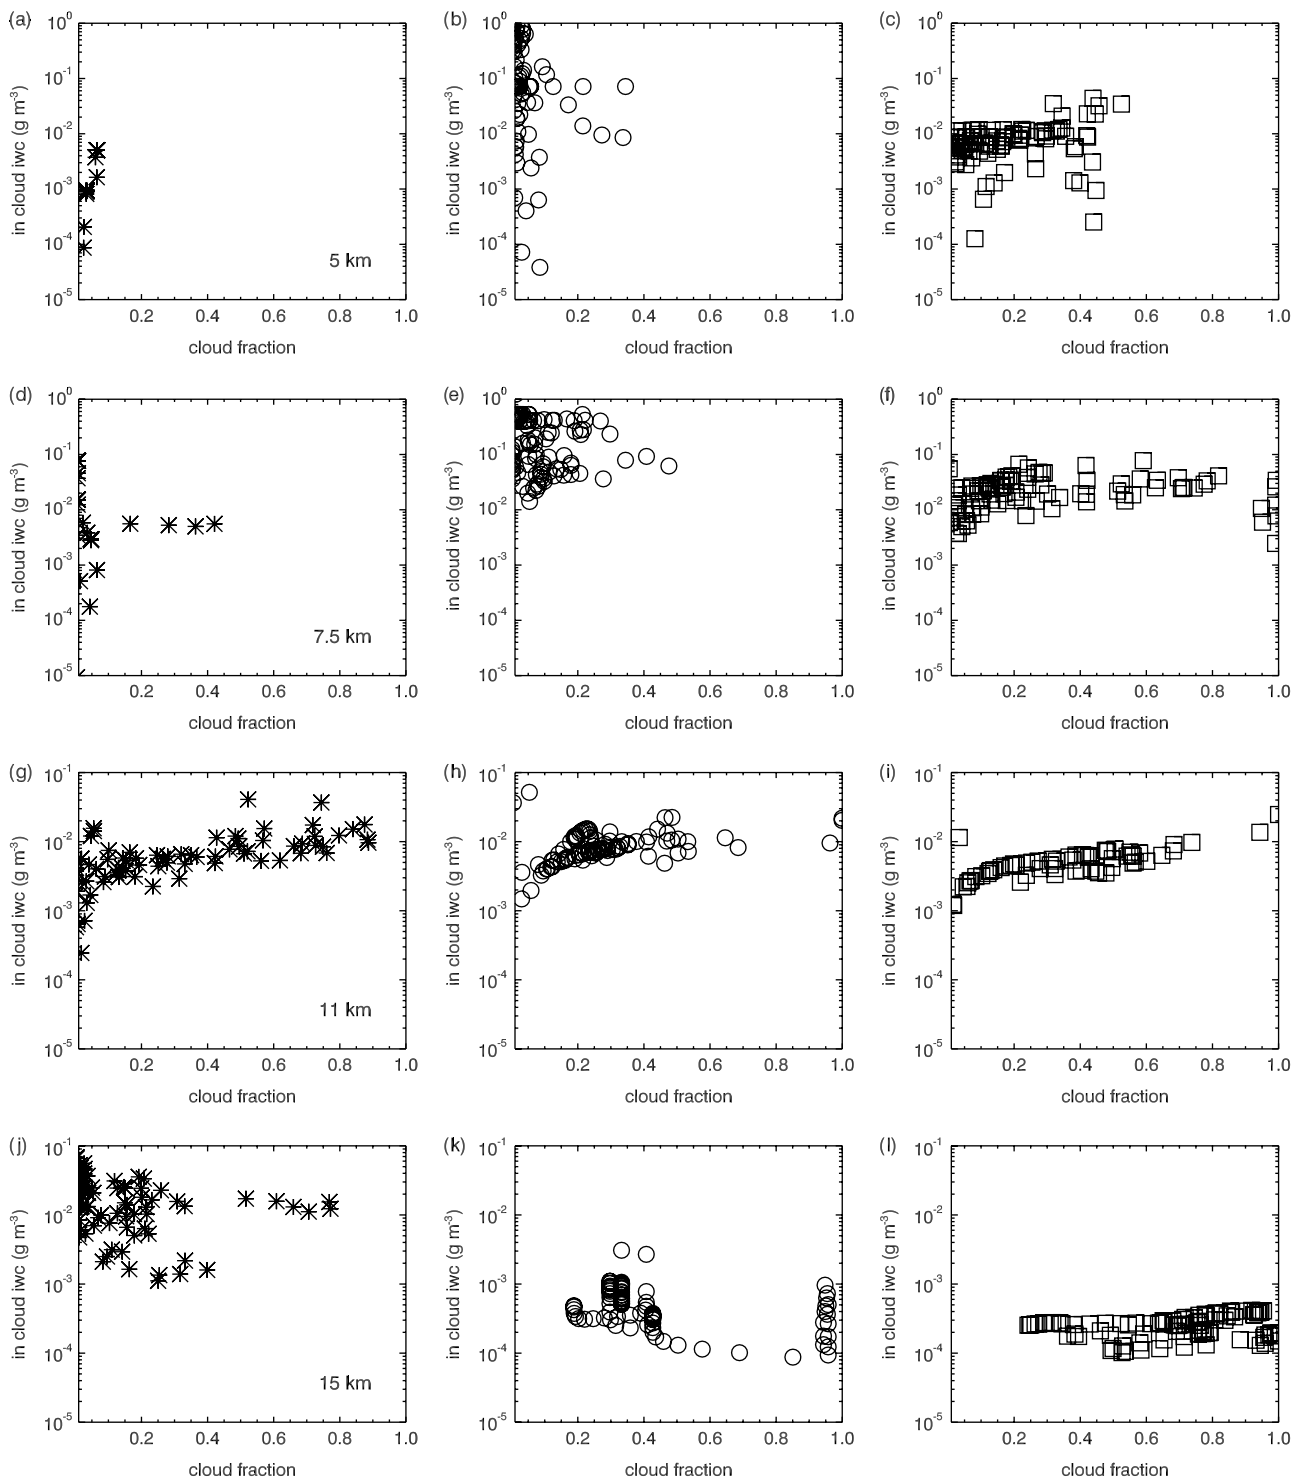 (a) (b) (c)
10⁰ 10⁰ 10⁰
10⁻¹ 10⁻¹ 10⁻¹
10⁻² 10⁻² 10⁻²
10⁻³ 10⁻³ 10⁻³
10⁻⁴ 10⁻⁴ 10⁻⁴
10⁻⁵ 10⁻⁵ 10⁻⁵
in cloud iwc (g m⁻³) in cloud iwc (g m⁻³) in cloud iwc (g m⁻³)
5 km
0.2 0.4 0.6 0.8 1.0 0.2 0.4 0.6 0.8 1.0 0.2 0.4 0.6 0.8 1.0
cloud fraction cloud fraction cloud fraction
(d) (e) (f)
10⁰ 10⁰ 10⁰
10⁻¹ 10⁻¹ 10⁻¹
10⁻² 10⁻² 10⁻²
10⁻³ 10⁻³ 10⁻³
10⁻⁴ 10⁻⁴ 10⁻⁴
10⁻⁵ 10⁻⁵ 10⁻⁵
in cloud iwc (g m⁻³) in cloud iwc (g m⁻³) in cloud iwc (g m⁻³)
7.5 km
0.2 0.4 0.6 0.8 1.0 0.2 0.4 0.6 0.8 1.0 0.2 0.4 0.6 0.8 1.0
cloud fraction cloud fraction cloud fraction
(g) (h) (i)
10⁻¹ 10⁻¹ 10⁻¹
10⁻² 10⁻² 10⁻²
10⁻³ 10⁻³ 10⁻³
10⁻⁴ 10⁻⁴ 10⁻⁴
10⁻⁵ 10⁻⁵ 10⁻⁵
in cloud iwc (g m⁻³) in cloud iwc (g m⁻³) in cloud iwc (g m⁻³)
11 km
0.2 0.4 0.6 0.8 1.0 0.2 0.4 0.6 0.8 1.0 0.2 0.4 0.6 0.8 1.0
cloud fraction cloud fraction cloud fraction
(j) (k) (l)
10⁻¹ 10⁻¹ 10⁻¹
10⁻² 10⁻² 10⁻²
10⁻³ 10⁻³ 10⁻³
10⁻⁴ 10⁻⁴ 10⁻⁴
10⁻⁵ 10⁻⁵ 10⁻⁵
in cloud iwc (g m⁻³) in cloud iwc (g m⁻³) in cloud iwc (g m⁻³)
15 km
0.2 0.4 0.6 0.8 1.0 0.2 0.4 0.6 0.8 1.0 0.2 0.4 0.6 0.8 1.0
cloud fraction cloud fraction cloud fraction